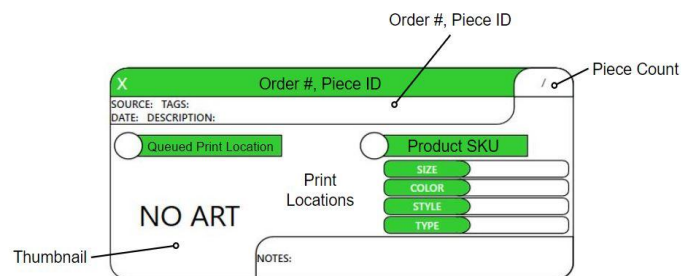 Order #, Piece ID
Piece Count
X Order #, Piece ID /
SOURCE: TAGS:
DATE: DESCRIPTION:
Queued Print Location
Product SKU
SIZE
COLOR
STYLE
TYPE
Print
Locations
NO ART
Thumbnail
NOTES: